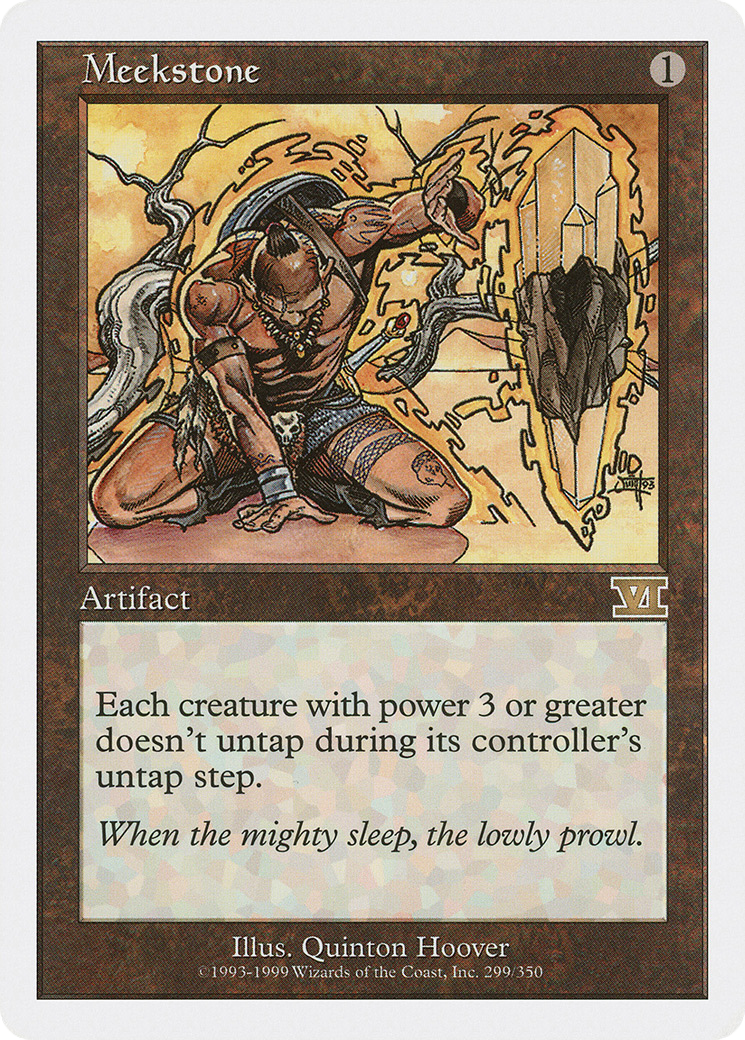 Meekstone
1
Artifact
VI
Each creature with power 3 or greater
doesn't untap during its controller's
untap step.
When the mighty sleep, the lowly prowl.
Illus. Quinton Hoover
©1993-1999 Wizards of the Coast, Inc. 299/350